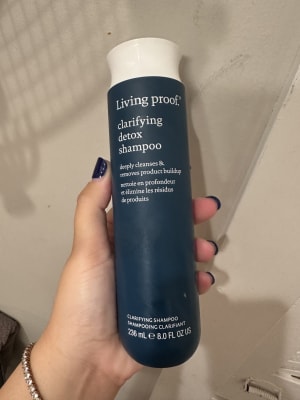 Living proof.®
clarifying
detox
shampoo
deeply cleanses &
removes product buildup
nettoie en profondeur
et élimine les résidus
de produits
CLARIFYING SHAMPOO
SHAMPOOING CLARIFIANT
236 mL e 8.0 FL OZ US